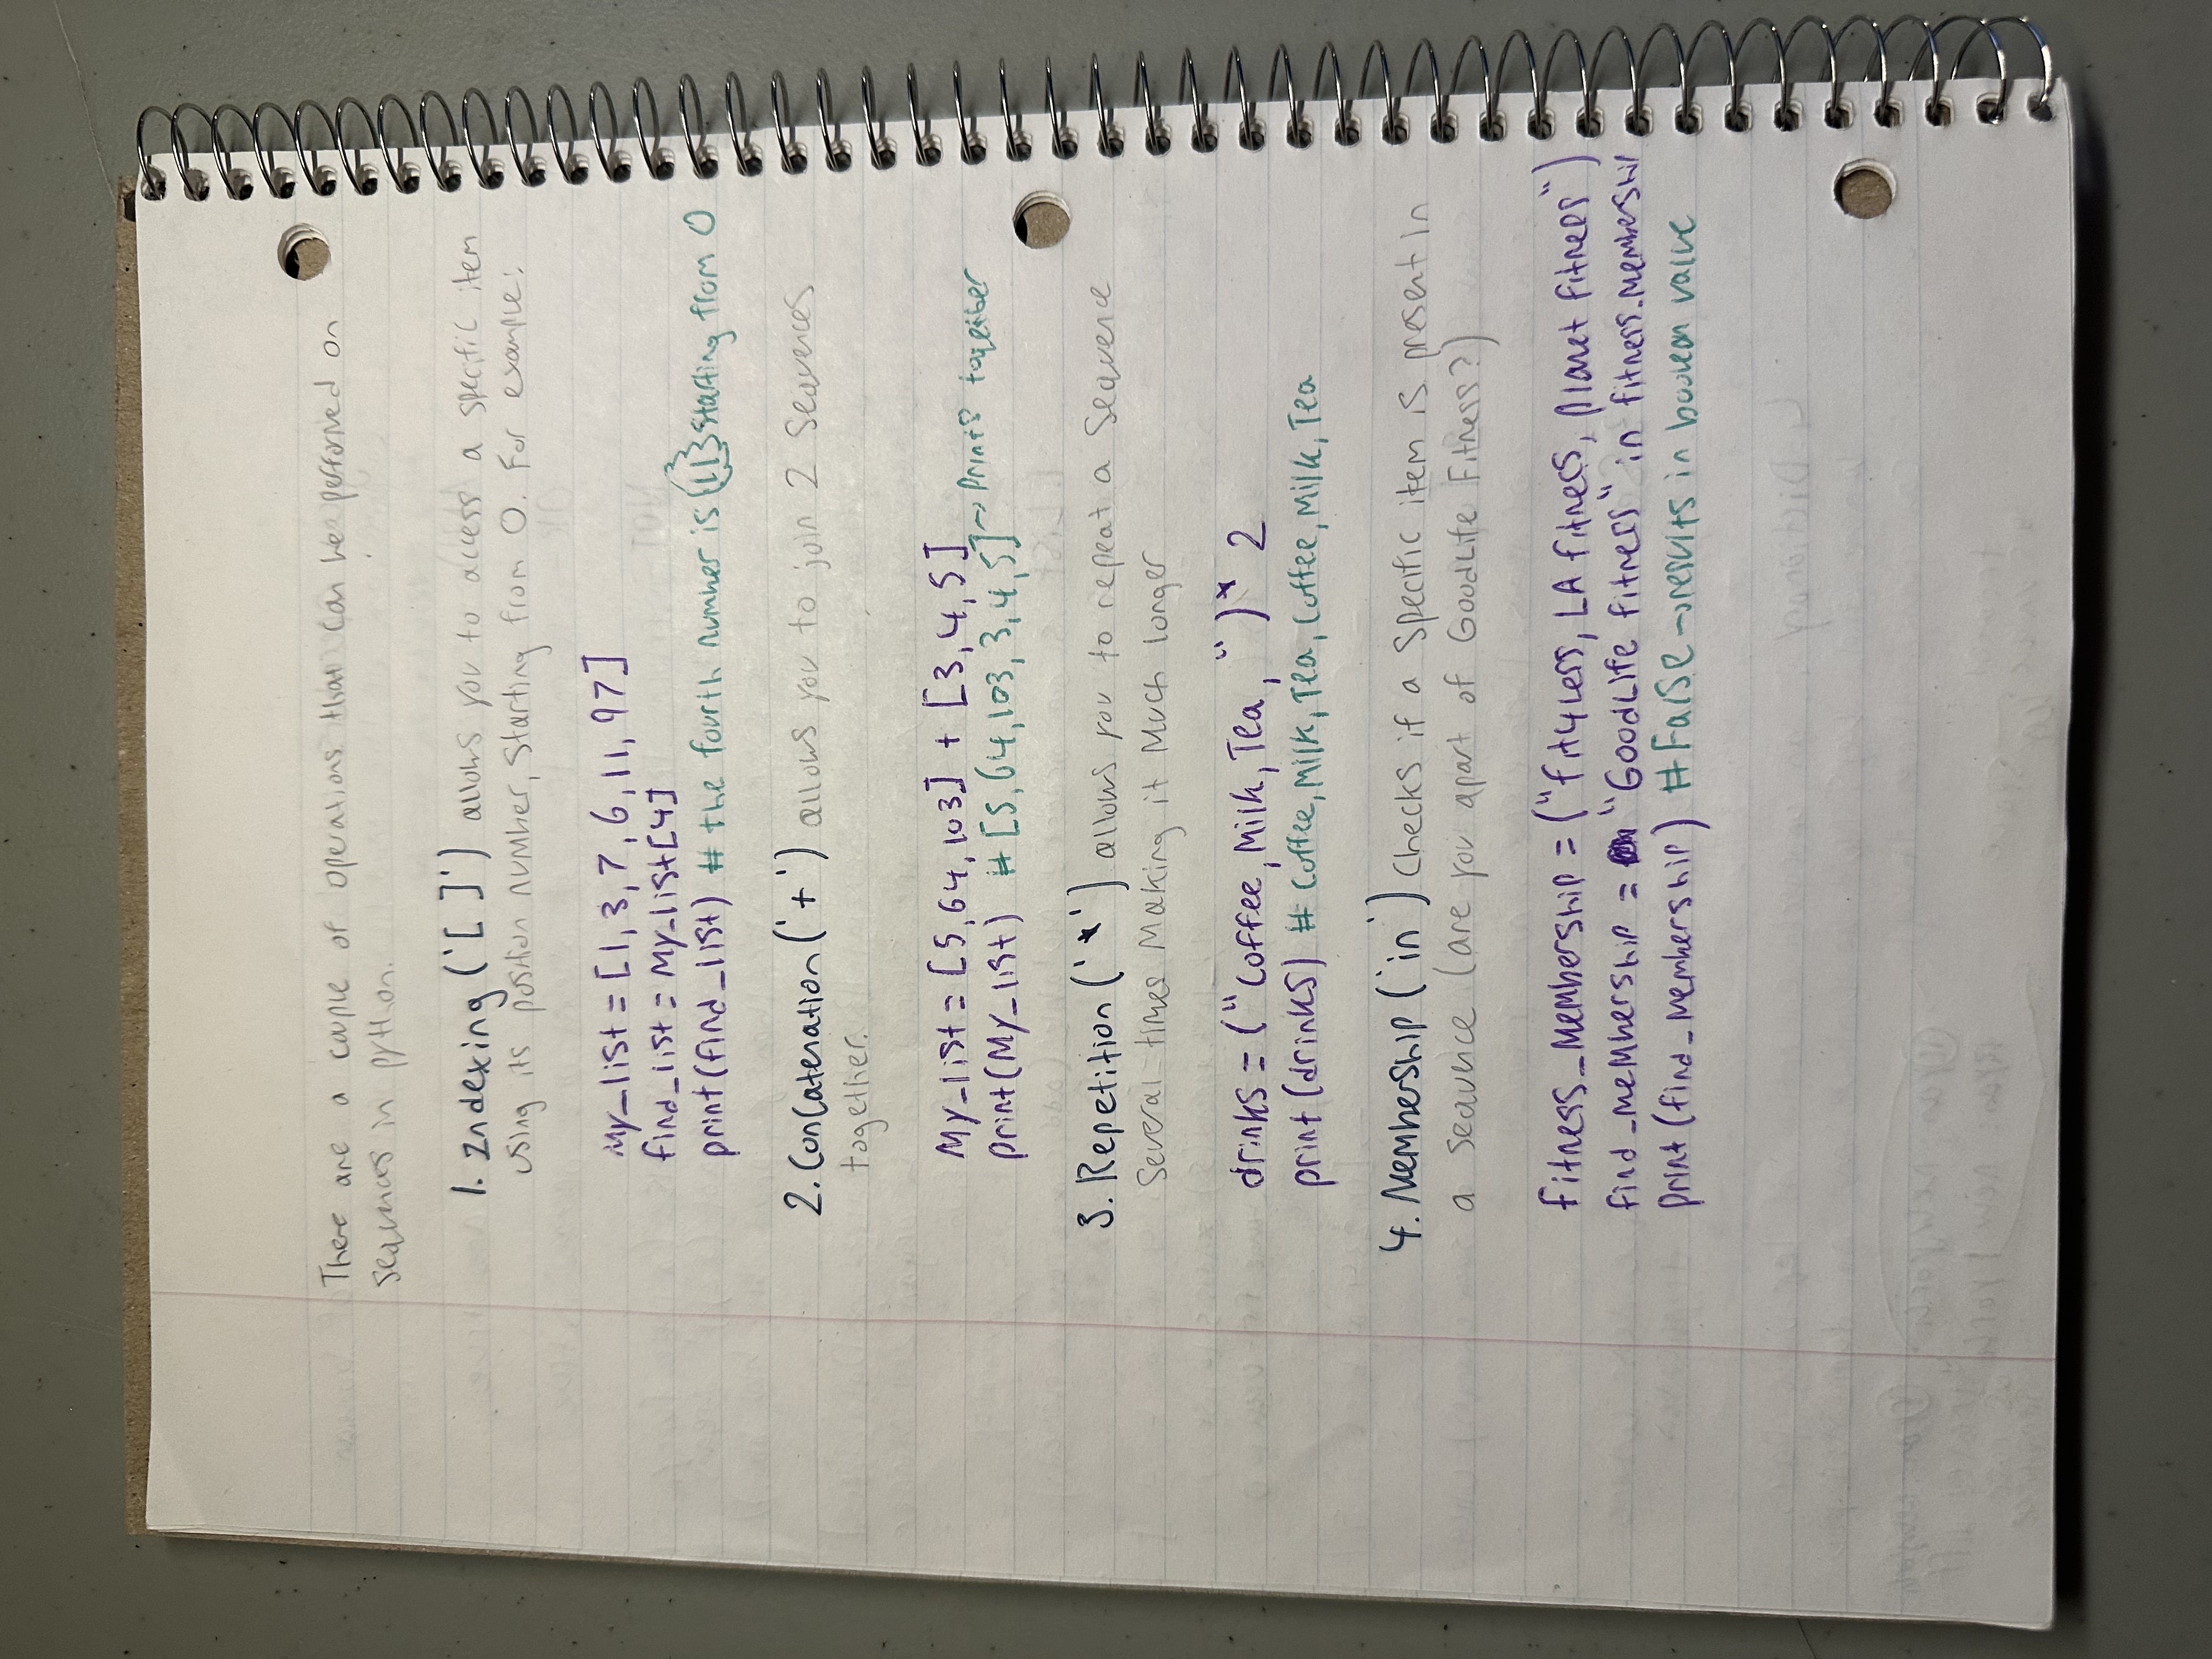 There are a couple of operations that can be performed on
sequences in python.
1. Indexing ('[ ]') allows you to access a specific item
using its position number, starting from 0. For example:
My_list = [1, 3, 7, 6, 11, 97]
find_list = My_list[4]
print(find_list) # the fourth number is {11} starting from 0
2. Concatenation ('+') allows you to join 2 sequences
together.
My_list = [5, 64, 103] + [3, 4, 5]
print(My_list) # [5, 64, 103, 3, 4, 5] → prints together
3. Repetition ('*') allows you to repeat a sequence
several times making it much longer
drinks = ("Coffee, Milk, Tea, ") * 2
print(drinks) # Coffee, Milk, Tea, Coffee, Milk, Tea
4. Membership ('in') checks if a specific item is present in
a sequence (are you apart of GoodLife Fitness?)
fitness_membership = ("fit4less, LA fitness, planet fitness")
find_membership = "GoodLife fitness" in fitness_membership
print(find_membership) # False → results in boolean value